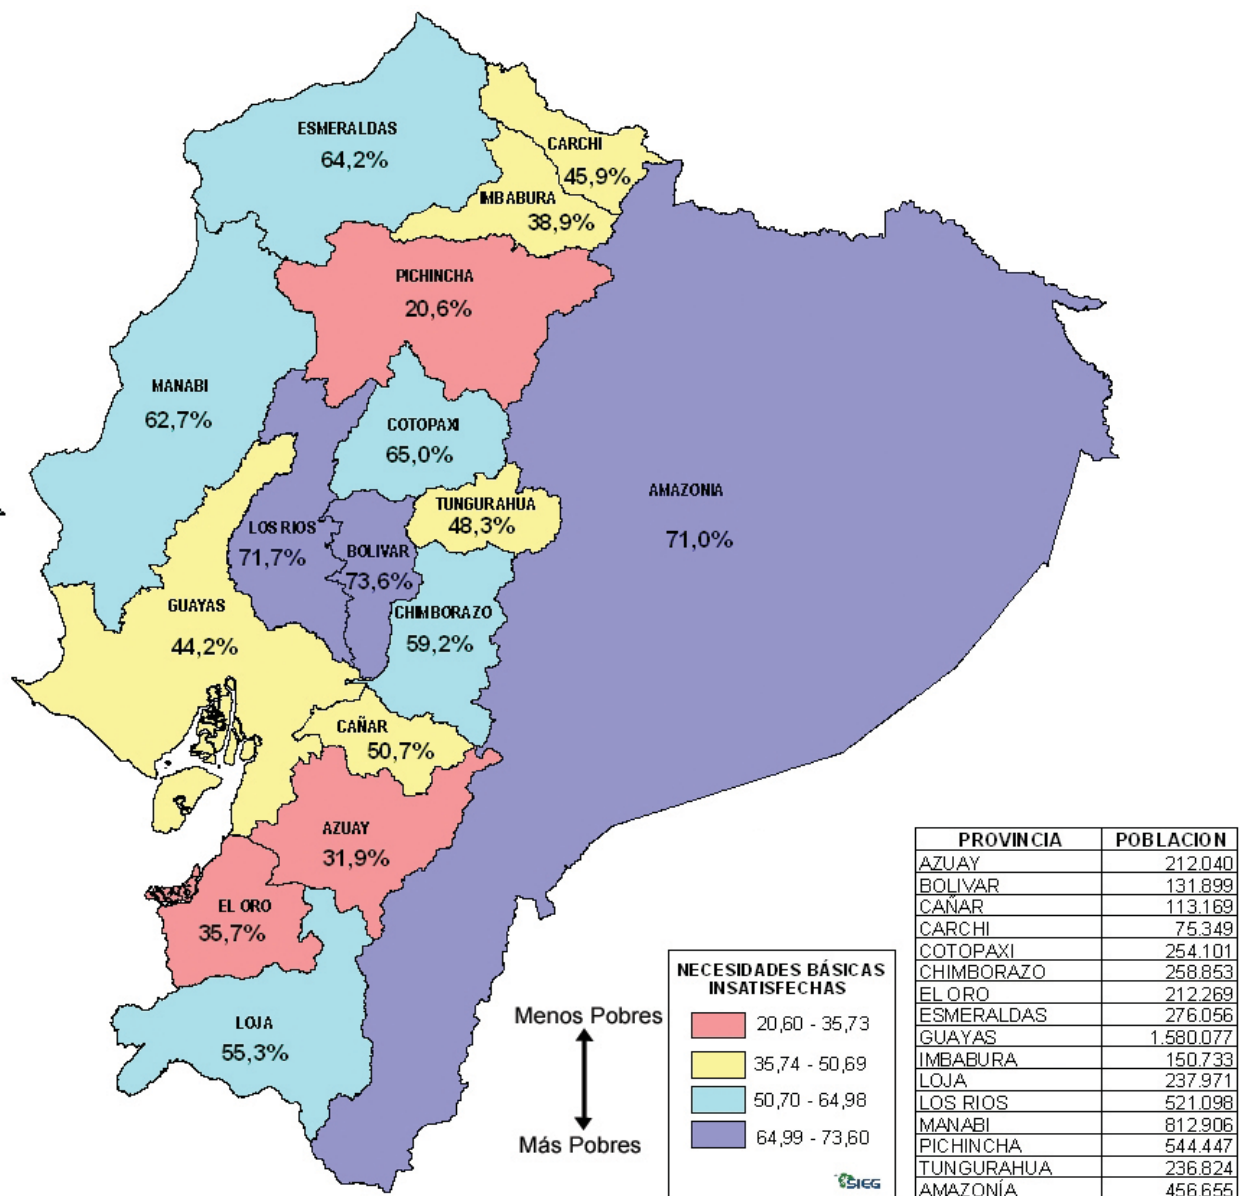 ESMERALDAS
64,2%
CARCHI
45,9%
IMBABURA
38,9%
PICHINCHA
20,6%
MANABI
62,7%
COTOPAXI
65,0%
AMAZONIA
71,0%
TUNGURAHUA
48,3%
LOS RIOS
71,7%
BOLIVAR
73,6%
GUAYAS
44,2%
CHIMBORAZO
59,2%
CAÑAR
50,7%
AZUAY
31,9%
EL ORO
35,7%
LOJA
55,3%
Menos Pobres
Más Pobres
NECESIDADES BÁSICAS
INSATISFECHAS
20,60 - 35,73
35,74 - 50,69
50,70 - 64,98
64,99 - 73,60
SIEG
PROVINCIA POBLACION
AZUAY 212.040
BOLIVAR 131.899
CAÑAR 113.169
CARCHI 75.349
COTOPAXI 254.101
CHIMBORAZO 258.853
EL ORO 212.269
ESMERALDAS 276.056
GUAYAS 1.580.077
IMBABURA 150.733
LOJA 237.971
LOS RIOS 521.098
MANABI 812.906
PICHINCHA 544.447
TUNGURAHUA 236.824
AMAZONÍA 456.655